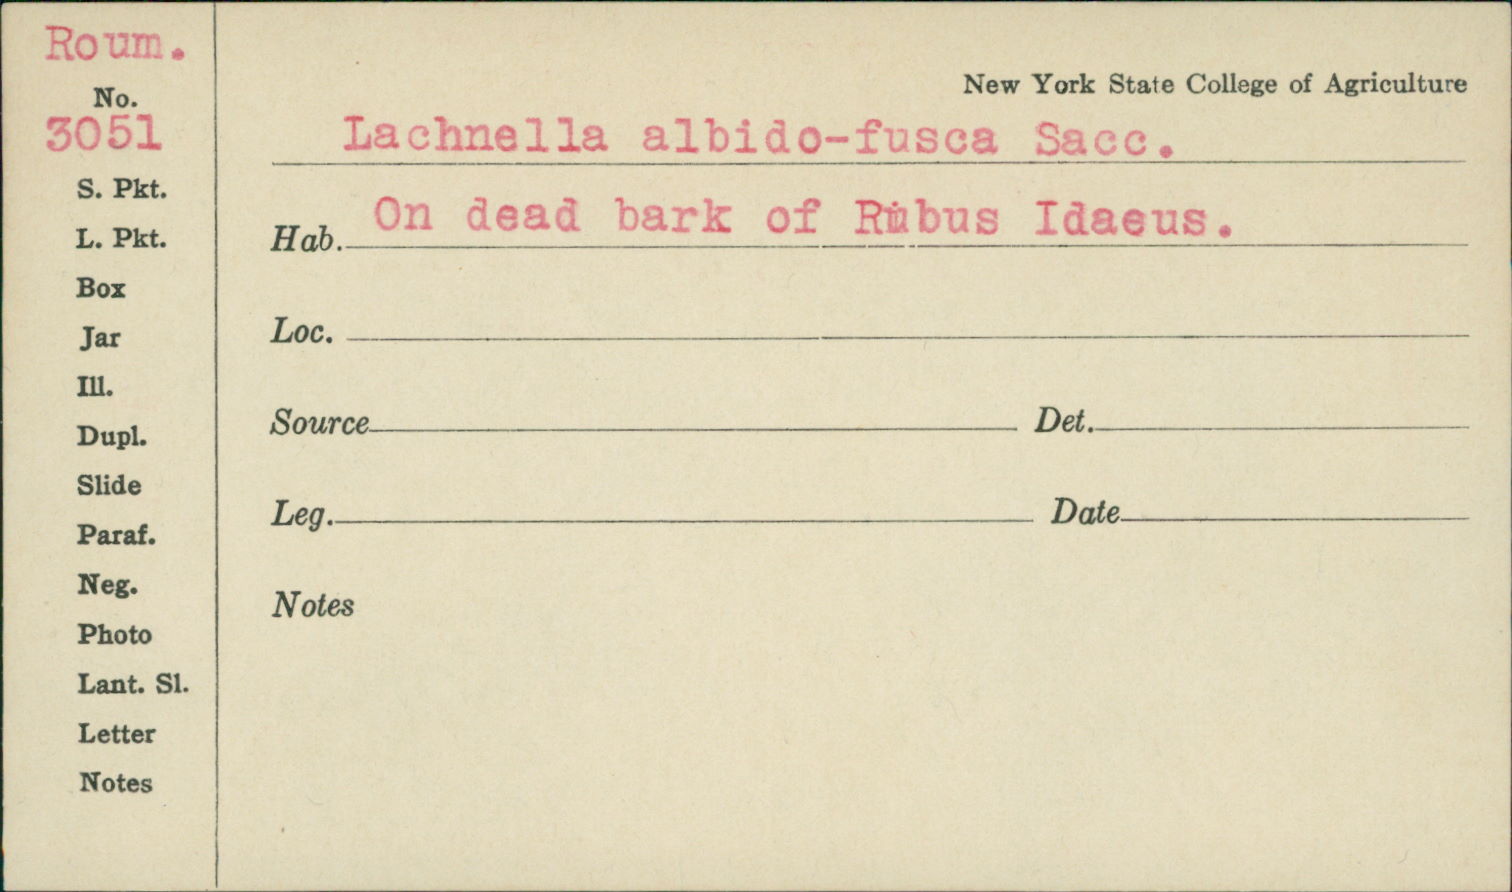 Roum.
No.
3051
S. Pkt.
L. Pkt.
Box
Jar
Ill.
Dupl.
Slide
Paraf.
Neg.
Photo
Lant. Sl.
Letter
Notes
New York State College of Agriculture
Lachnella albido-fusca Sacc.
Hab. On dead bark of Rubus Idaeus.
Loc.
Source Det.
Leg. Date
Notes